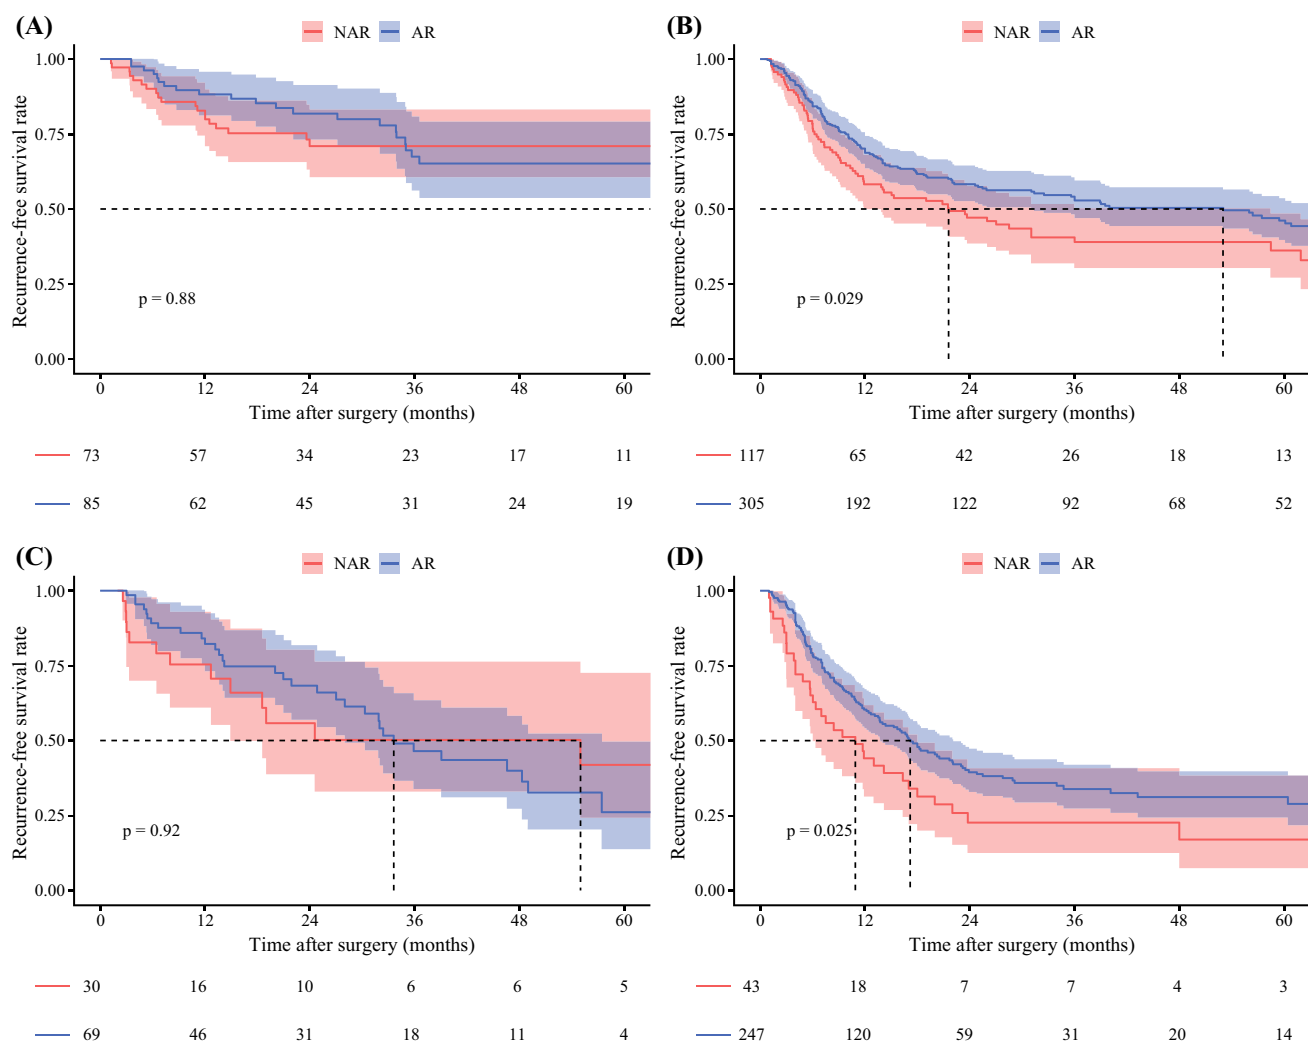 (A)
NAR AR
Recurrence-free survival rate
1.00
0.75
0.50
0.25
0.00
p = 0.88
0 12 24 36 48 60
Time after surgery (months)
73 57 34 23 17 11
85 62 45 31 24 19
(B)
NAR AR
Recurrence-free survival rate
1.00
0.75
0.50
0.25
0.00
p = 0.029
0 12 24 36 48 60
Time after surgery (months)
117 65 42 26 18 13
305 192 122 92 68 52
(C)
NAR AR
Recurrence-free survival rate
1.00
0.75
0.50
0.25
0.00
p = 0.92
0 12 24 36 48 60
Time after surgery (months)
30 16 10 6 6 5
69 46 31 18 11 4
(D)
NAR AR
Recurrence-free survival rate
1.00
0.75
0.50
0.25
0.00
p = 0.025
0 12 24 36 48 60
Time after surgery (months)
43 18 7 7 4 3
247 120 59 31 20 14